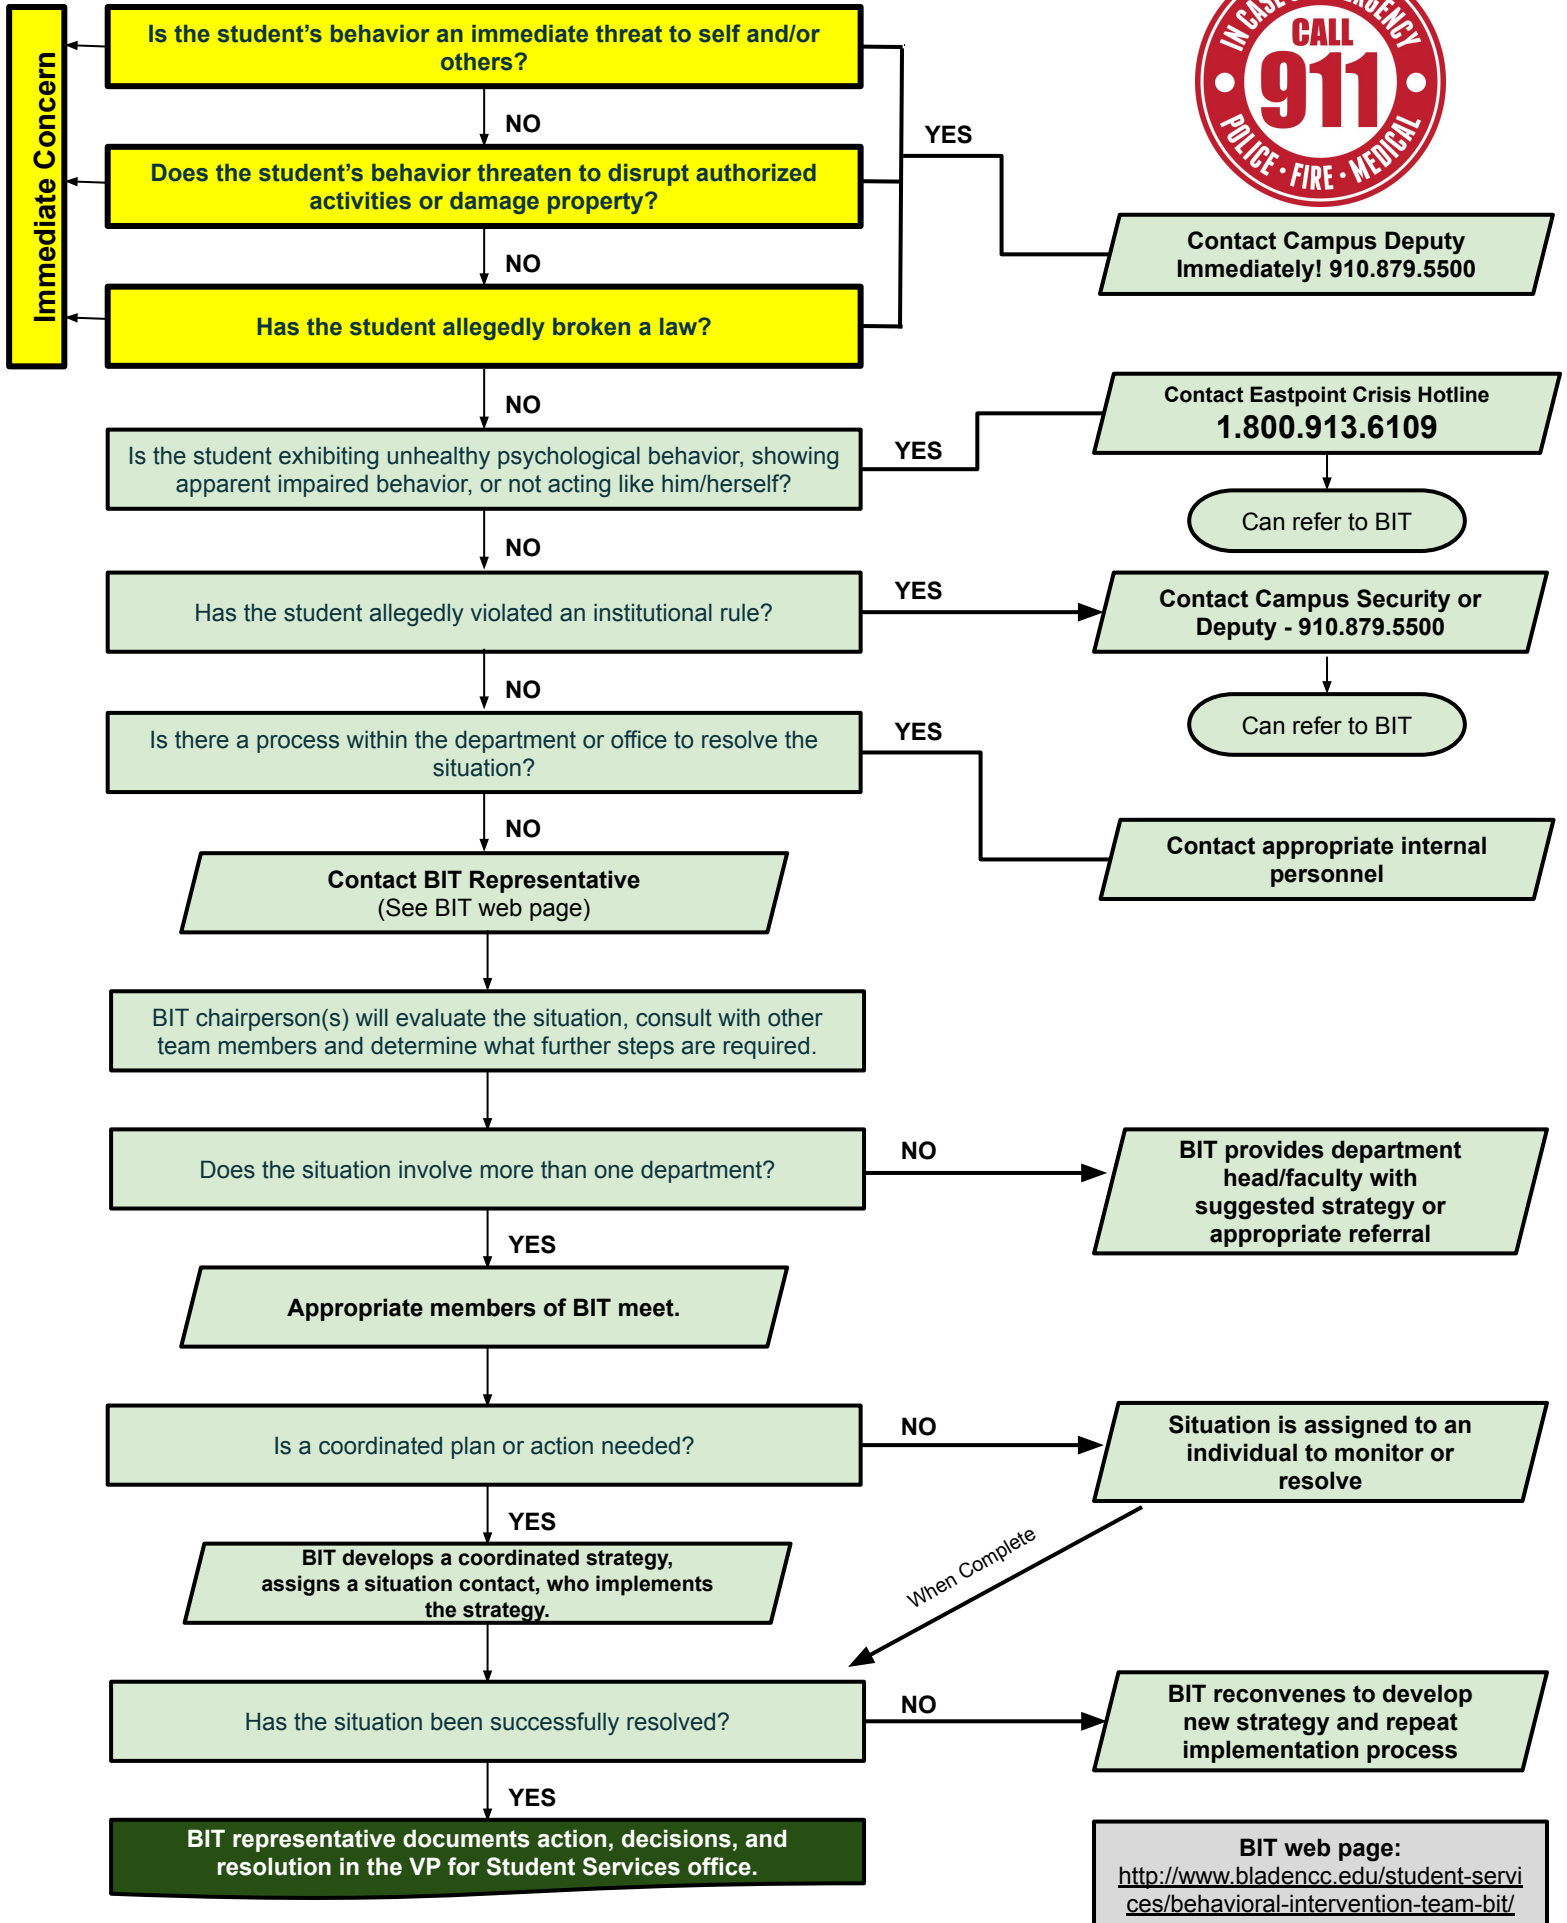 Immediate Concern
Is the student's behavior an immediate threat to self and/or
others?
IN CASE EMERGENCY
CALL
911
POLICE • FIRE • MEDICAL
NO
YES
Does the student's behavior threaten to disrupt authorized
activities or damage property?
Contact Campus Deputy
Immediately! 910.879.5500
NO
Has the student allegedly broken a law?
NO
Contact Eastpoint Crisis Hotline
1.800.913.6109
Is the student exhibiting unhealthy psychological behavior, showing
apparent impaired behavior, or not acting like him/herself?
YES
Can refer to BIT
NO
Has the student allegedly violated an institutional rule?
YES
Contact Campus Security or
Deputy - 910.879.5500
NO
Can refer to BIT
Is there a process within the department or office to resolve the
situation?
YES
NO
Contact appropriate internal
personnel
Contact BIT Representative
(See BIT web page)
BIT chairperson(s) will evaluate the situation, consult with other
team members and determine what further steps are required.
Does the situation involve more than one department?
NO
BIT provides department
head/faculty with
suggested strategy or
appropriate referral
YES
Appropriate members of BIT meet.
Is a coordinated plan or action needed?
NO
Situation is assigned to an
individual to monitor or
resolve
YES
When Complete
BIT develops a coordinated strategy,
assigns a situation contact, who implements
the strategy.
Has the situation been successfully resolved?
NO
BIT reconvenes to develop
new strategy and repeat
implementation process
YES
BIT representative documents action, decisions, and
resolution in the VP for Student Services office.
BIT web page:
http://www.bladencc.edu/student-servi
ces/behavioral-intervention-team-bit/